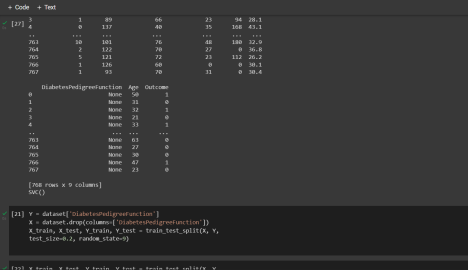 + Code + Text
[27] 3 1 89 66 23 94 28.1
4 0 137 40 35 168 43.1
.. ... ... ... ... ... ...
763 10 101 76 48 180 32.9
764 2 122 70 27 0 36.8
765 5 121 72 23 112 26.2
766 1 126 60 0 0 30.1
767 1 93 70 31 0 30.4
DiabetesPedigreeFunction Age Outcome
0 None 50 1
1 None 31 0
2 None 32 1
3 None 21 0
4 None 33 1
.. ... ... ...
763 None 63 0
764 None 27 0
765 None 30 0
766 None 47 1
767 None 23 0
[768 rows x 9 columns]
SVC()
[21] Y = dataset['DiabetesPedigreeFunction']
X = dataset.drop(columns=['DiabetesPedigreeFunction'])
X_train, X_test, Y_train, Y_test = train_test_split(X, Y,
test_size=0.2, random_state=9)
X_train, X_test, Y_train, Y_test = train_test_split(X, Y,